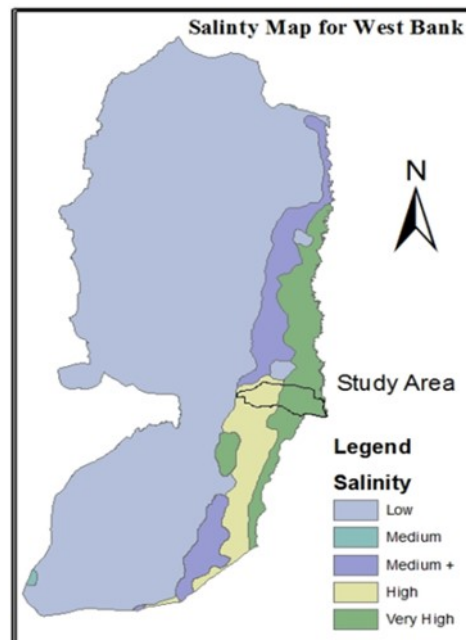 Salinty Map for West Bank
N
Study Area
Legend
Salinity
Low
Medium
Medium +
High
Very High